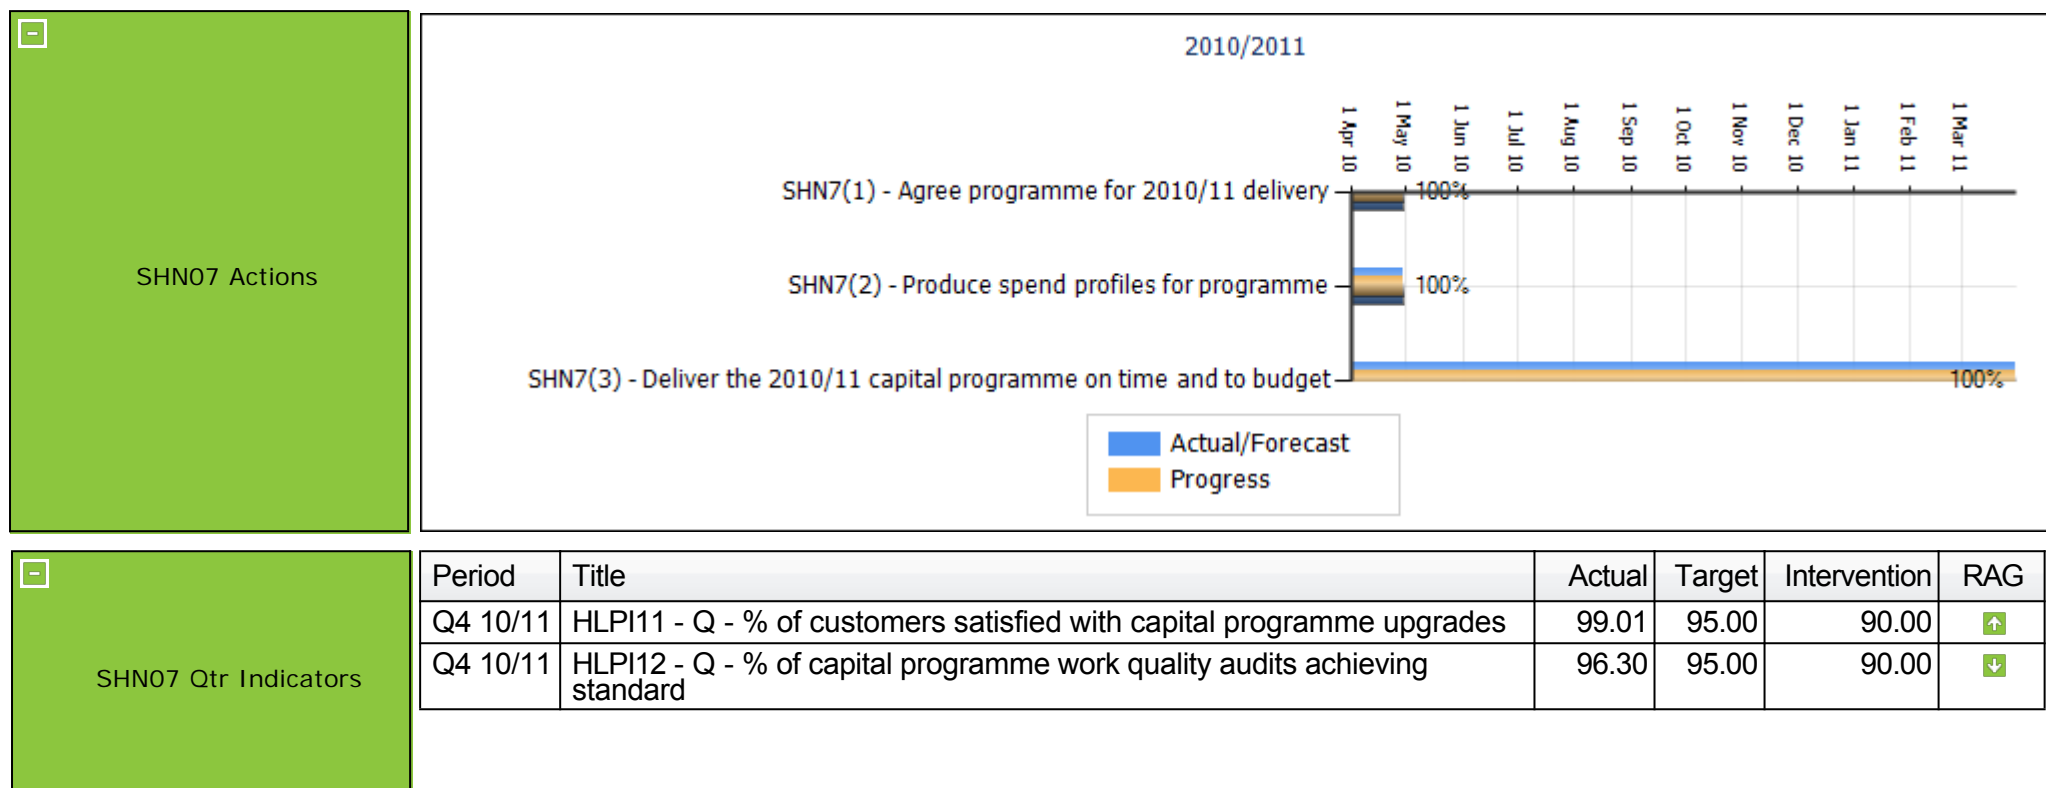 2010/2011
1 Apr 10
1 May 10
1 Jun 10
1 Jul 10
1 Aug 10
1 Sep 10
1 Oct 10
1 Nov 10
1 Dec 10
1 Jan 11
1 Feb 11
1 Mar 11
SHN07 Actions
SHN7(1) - Agree programme for 2010/11 delivery
100%
SHN7(2) - Produce spend profiles for programme
100%
SHN7(3) - Deliver the 2010/11 capital programme on time and to budget
100%
Actual/Forecast
Progress
SHN07 Qtr Indicators
Period Title Actual Target Intervention RAG
Q4 10/11 HLPI11 - Q - % of customers satisfied with capital programme upgrades 99.01 95.00 90.00
Q4 10/11 HLPI12 - Q - % of capital programme work quality audits achieving 96.30 95.00 90.00
standard